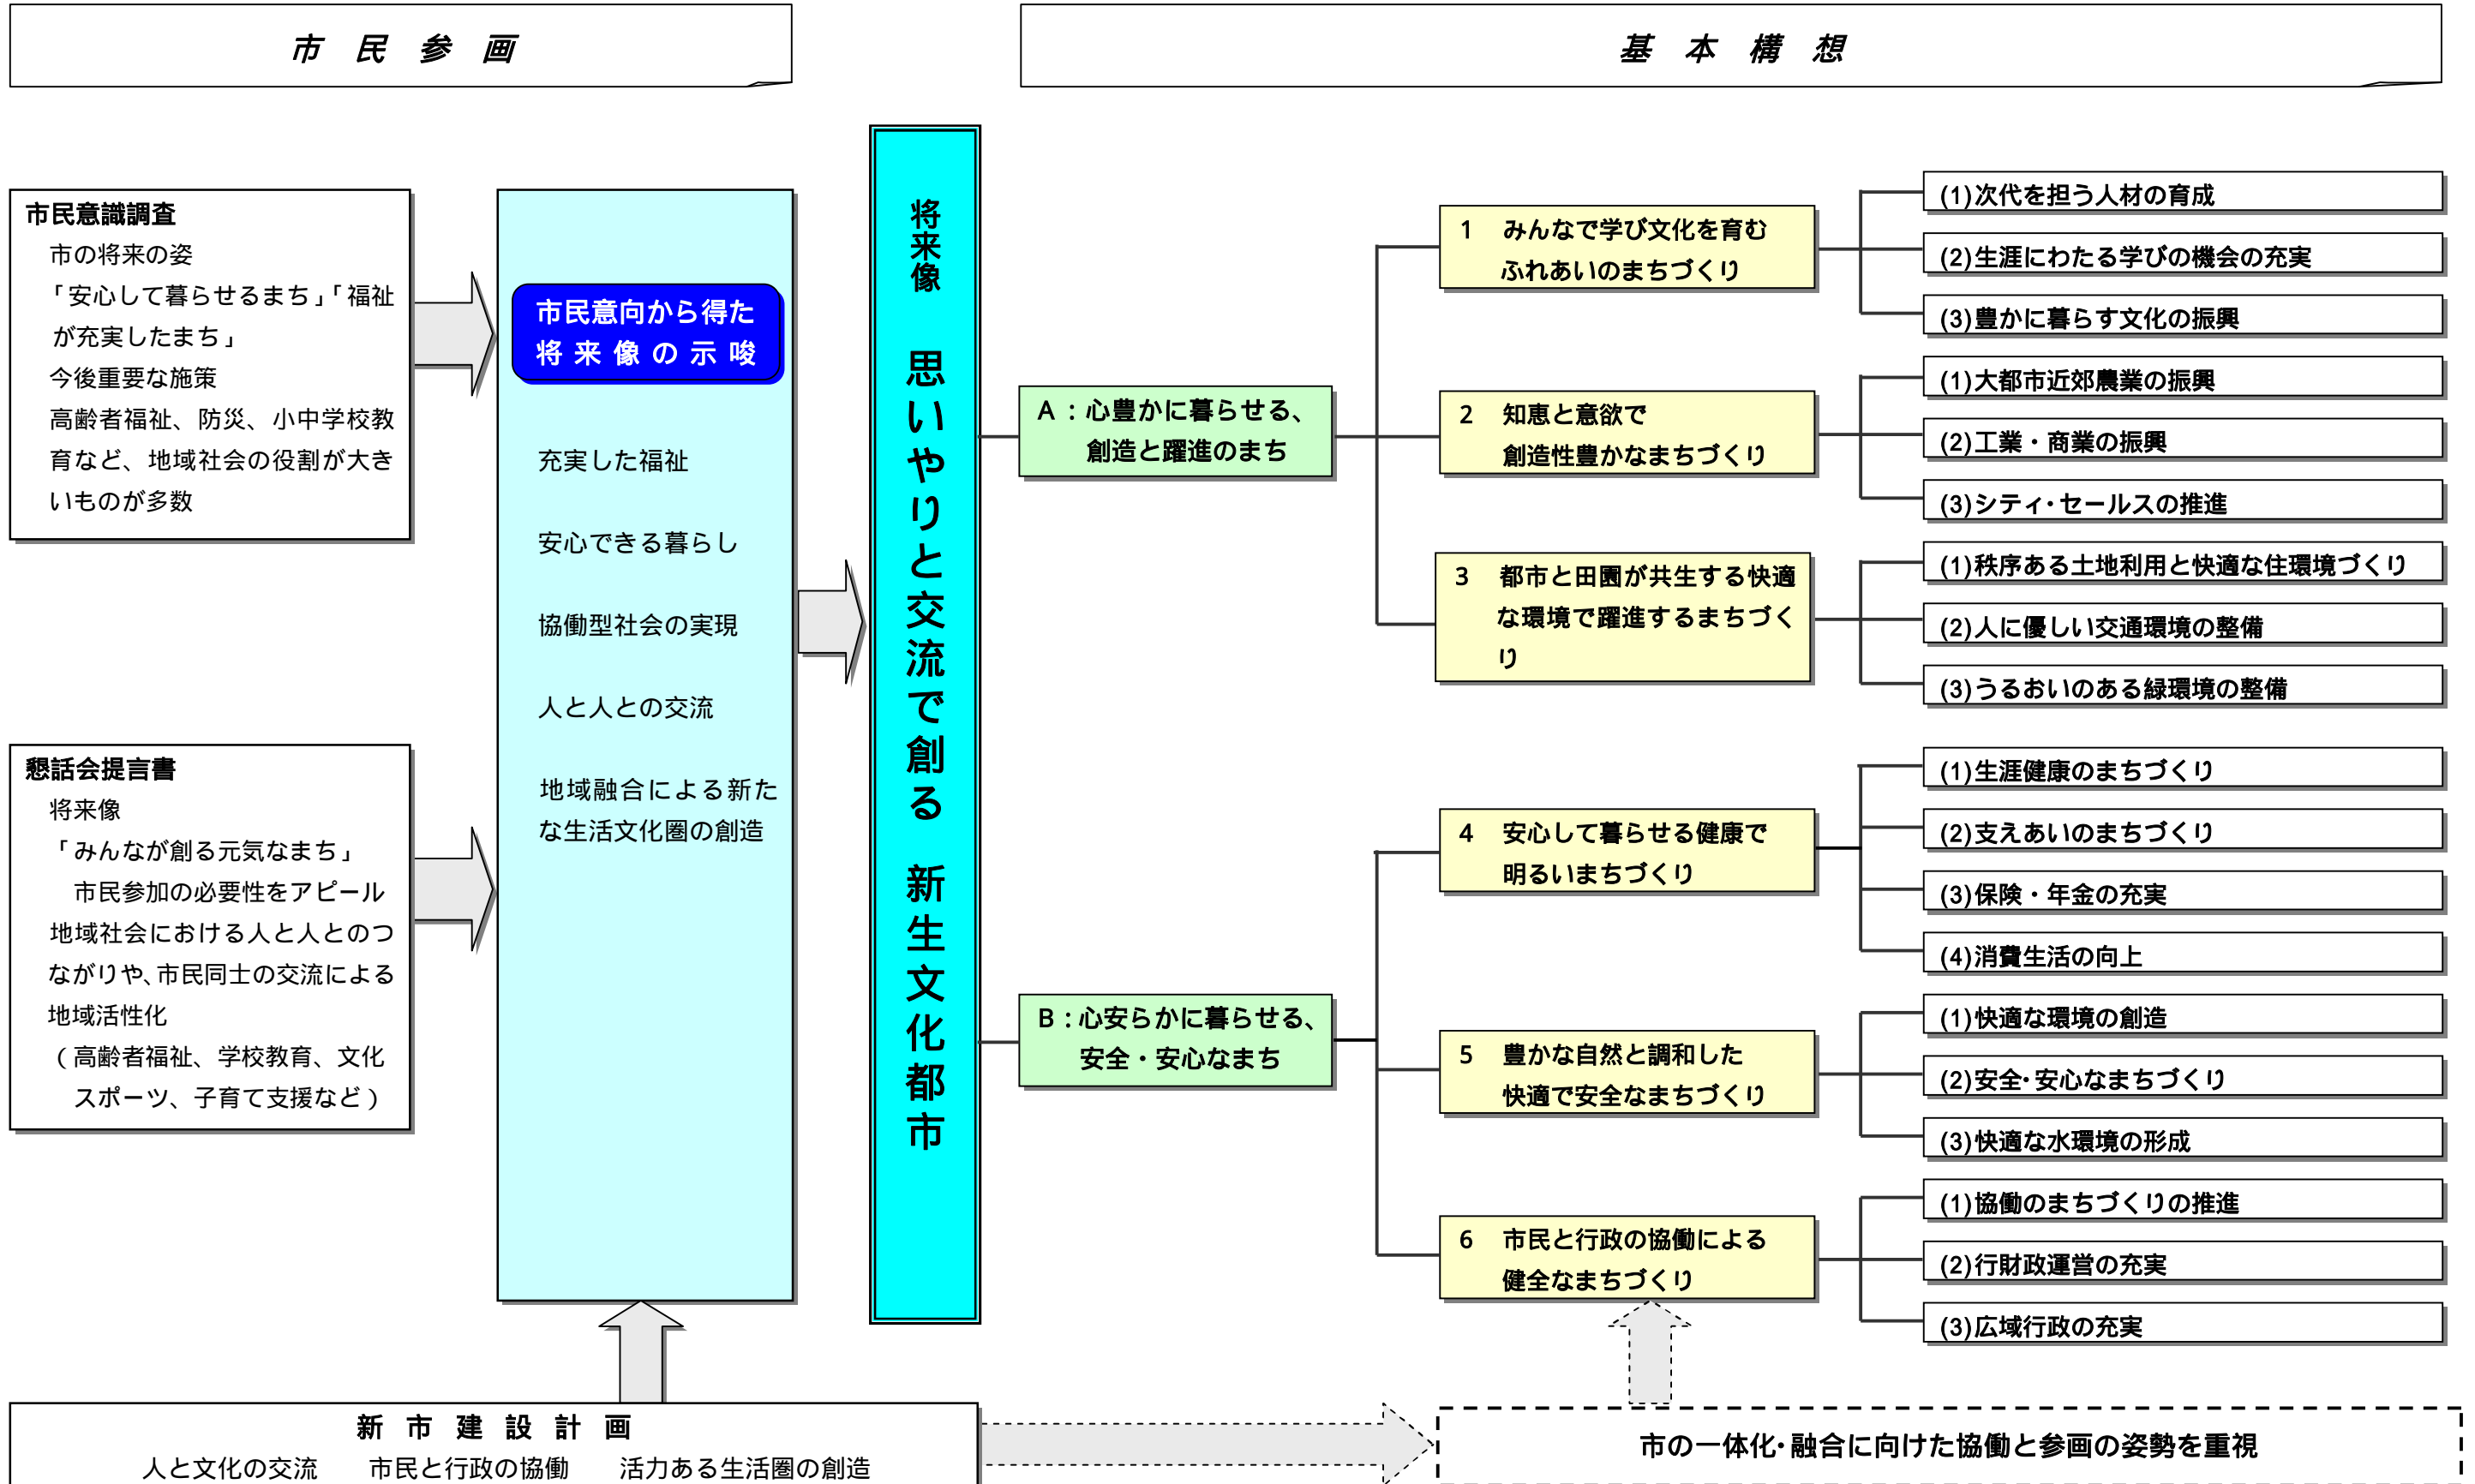 市民参画
基本構想
市民意識調査
市の将来の姿
「安心して暮らせるまち」「福祉
が充実したまち」
今後重要な施策
高齢者福祉、防災、小中学校教
育など、地域社会の役割が大き
いものが多数
懇話会提言書
将来像
「みんなが創る元気なまち」
市民参加の必要性をアピール
地域社会における人と人とのつ
ながりや、市民同士の交流による
地域活性化
（高齢者福祉、学校教育、文化
スポーツ、子育て支援など）
市民意向から得た
将来像の示唆
充実した福祉
安心できる暮らし
協働型社会の実現
人と人との交流
地域融合による新た
な生活文化圏の創造
将来像　思いやりと交流で創る　新生文化都市
A：心豊かに暮らせる、
創造と躍進のまち
1　みんなで学び文化を育む
ふれあいのまちづくり
(1)次代を担う人材の育成
(2)生涯にわたる学びの機会の充実
(3)豊かに暮らす文化の振興
2　知恵と意欲で
創造性豊かなまちづくり
(1)大都市近郊農業の振興
(2)工業・商業の振興
(3)シティ・セールスの推進
3　都市と田園が共生する快適
な環境で躍進するまちづく
り
(1)秩序ある土地利用と快適な住環境づくり
(2)人に優しい交通環境の整備
(3)うるおいのある緑環境の整備
B：心安らかに暮らせる、
安全・安心なまち
4　安心して暮らせる健康で
明るいまちづくり
(1)生涯健康のまちづくり
(2)支えあいのまちづくり
(3)保険・年金の充実
(4)消費生活の向上
5　豊かな自然と調和した
快適で安全なまちづくり
(1)快適な環境の創造
(2)安全・安心なまちづくり
(3)快適な水環境の形成
6　市民と行政の協働による
健全なまちづくり
(1)協働のまちづくりの推進
(2)行財政運営の充実
(3)広域行政の充実
新市建設計画
人と文化の交流　市民と行政の協働　活力ある生活圏の創造
市の一体化・融合に向けた協働と参画の姿勢を重視